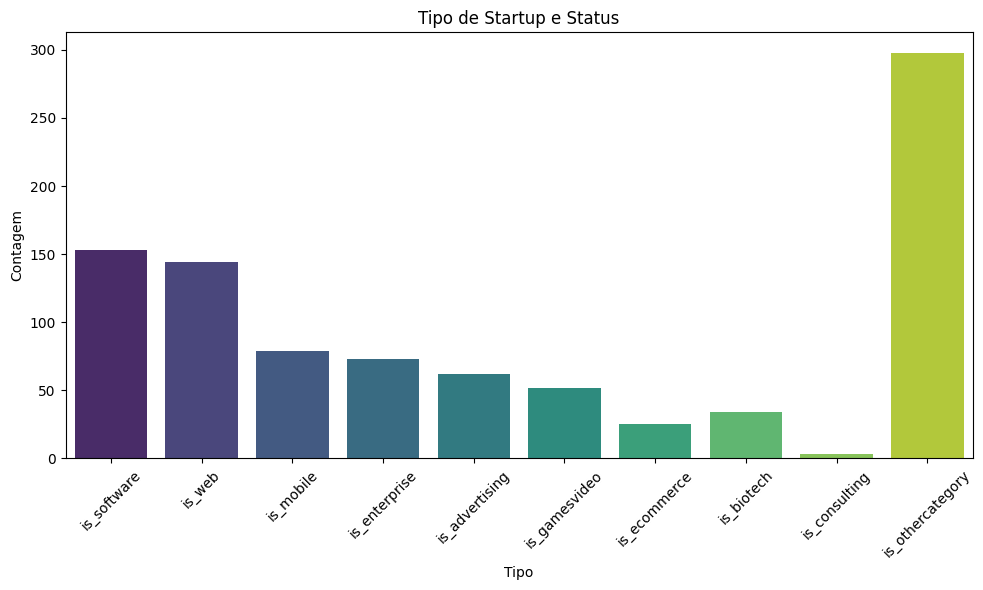 Tipo de Startup e Status
Contagem
300
250
200
150
100
50
0
is_software
is_web
is_mobile
is_enterprise
is_advertising
is_gamesvideo
is_ecommerce
is_biotech
is_consulting
is_othercategory
Tipo